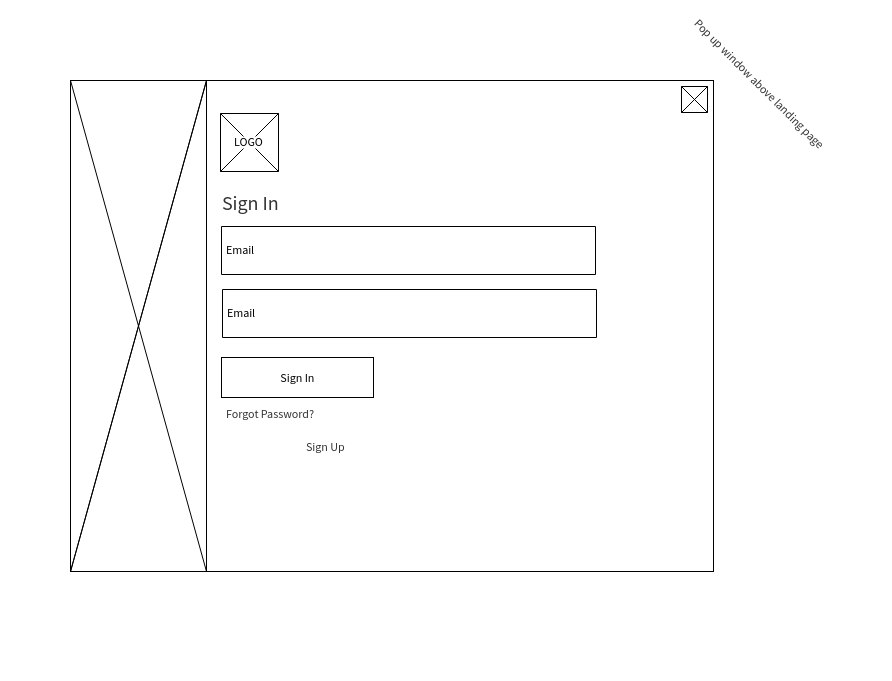 Pop up window above landing page
LOGO
Sign In
Email
Email
Sign In
Forgot Password?
Sign Up